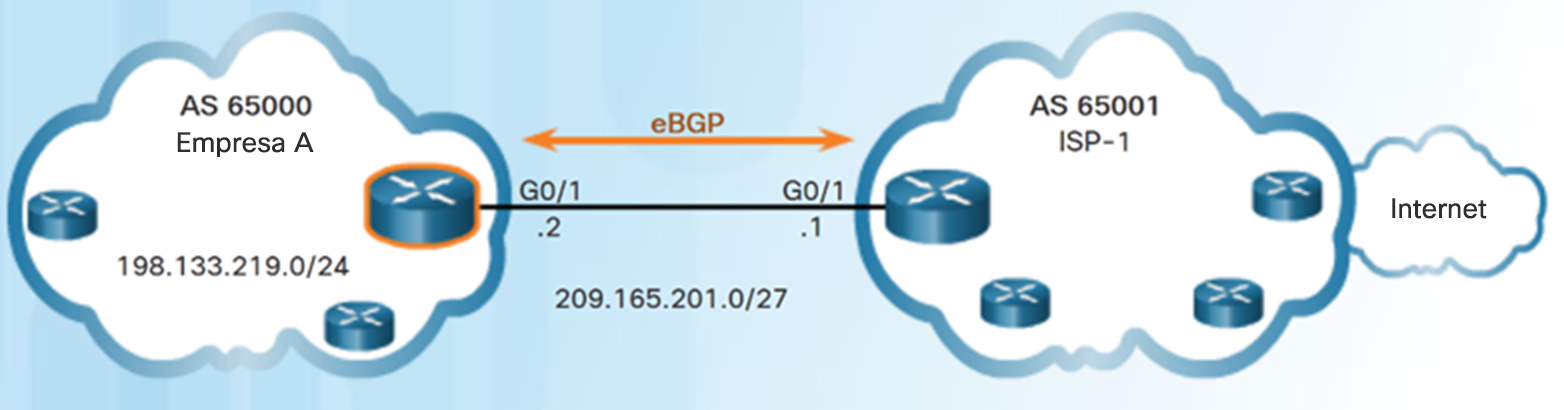 AS 65000
Empresa A
198.133.219.0/24
eBGP
G0/1
.2
G0/1
.1
209.165.201.0/27
AS 65001
ISP-1
Internet